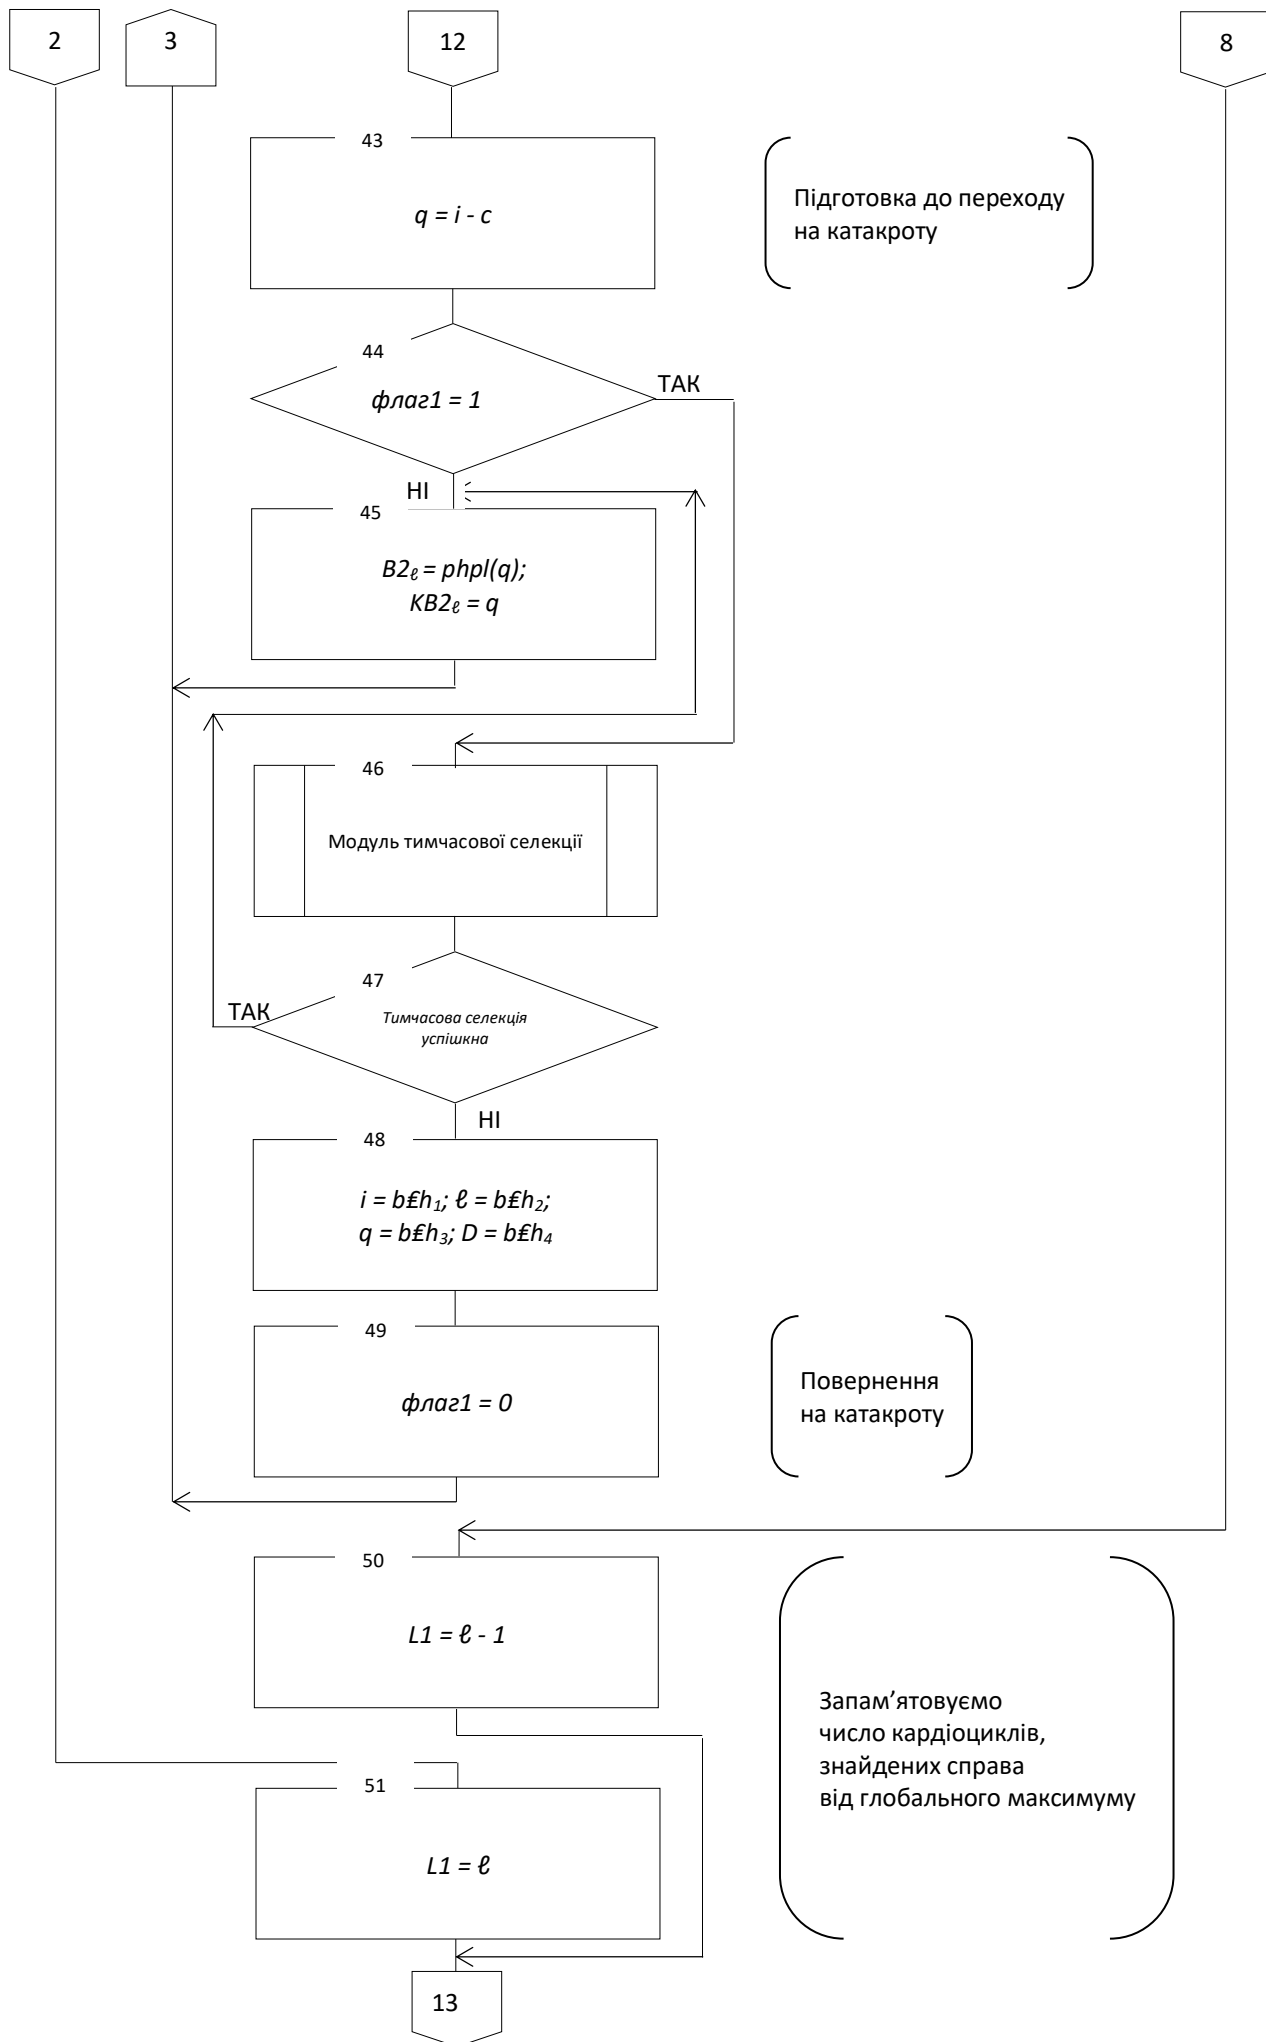 2
3
12
8
43
q = i - c
Підготовка до переходу
на катакроту
44
флаг1 = 1
ТАК
НІ
45
B2ℓ = phpl(q);
KB2ℓ = q
46
Модуль тимчасової селекції
47
ТАК
Тимчасова селекція
успішкна
НІ
48
i = b₤h₁; ℓ = b₤h₂;
q = b₤h₃; D = b₤h₄
49
флаг1 = 0
Повернення
на катакроту
50
L1 = ℓ - 1
Запам’ятовуємо
число кардіоциклів,
знайдених справа
від глобального максимуму
51
L1 = ℓ
13